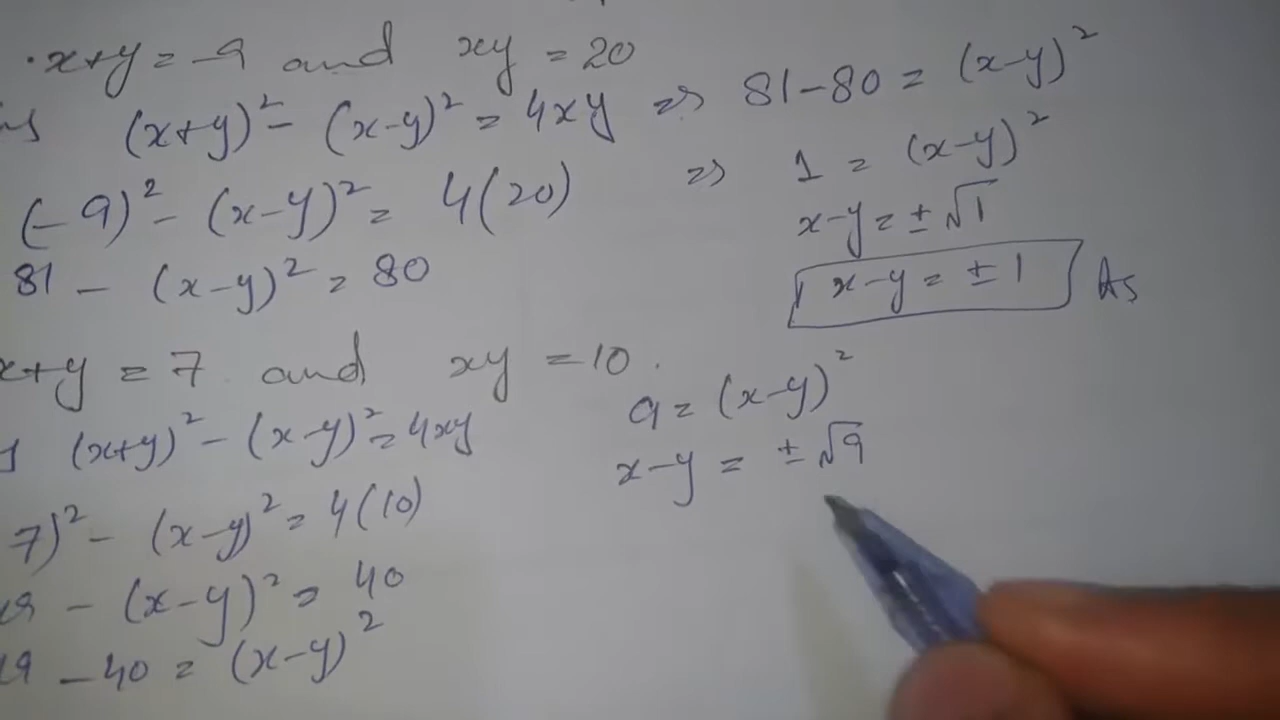 x+y = -9 and xy = 20
(x+y)² - (x-y)² = 4xy ⇒ 81-80 = (x-y)²
(-9)² - (x-y)² = 4(20) ⇒ 1 = (x-y)²
81 - (x-y)² = 80
x-y = ±√1
x-y = ±1 As
x+y = 7 and xy = 10.
(x+y)² - (x-y)² = 4xy
7)² - (x-y)² = 4(10)
9 - (x-y)² = 40
9 - 40 = (x-y)²
9 = (x-y)²
x-y = ±√9